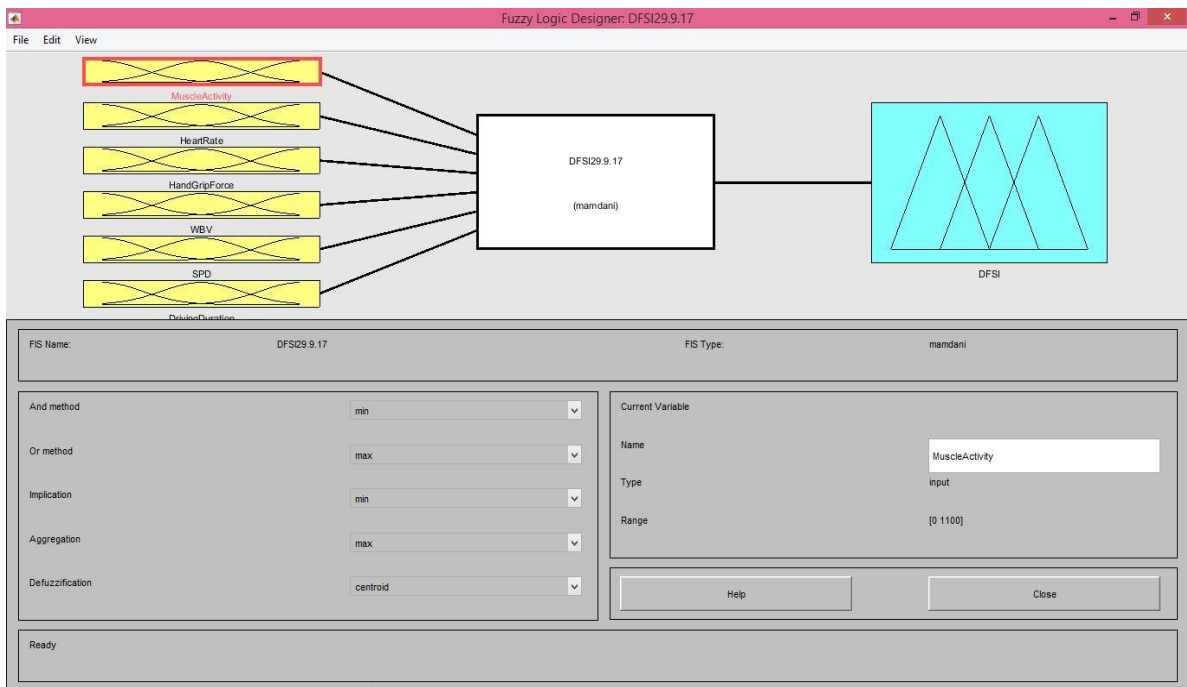 Fuzzy Logic Designer: DFSI29.9.17
File Edit View
MuscleActivity
HeartRate
HandGripForce
WBV
SPD
DrivingDuration
DFSI29.9.17
(mamdani)
DFSI
FIS Name: DFSI29.9.17 FIS Type: mamdani
And method min
Or method max
Implication min
Aggregation max
Defuzzification centroid
Current Variable
Name MuscleActivity
Type input
Range [0 1100]
Help Close
Ready